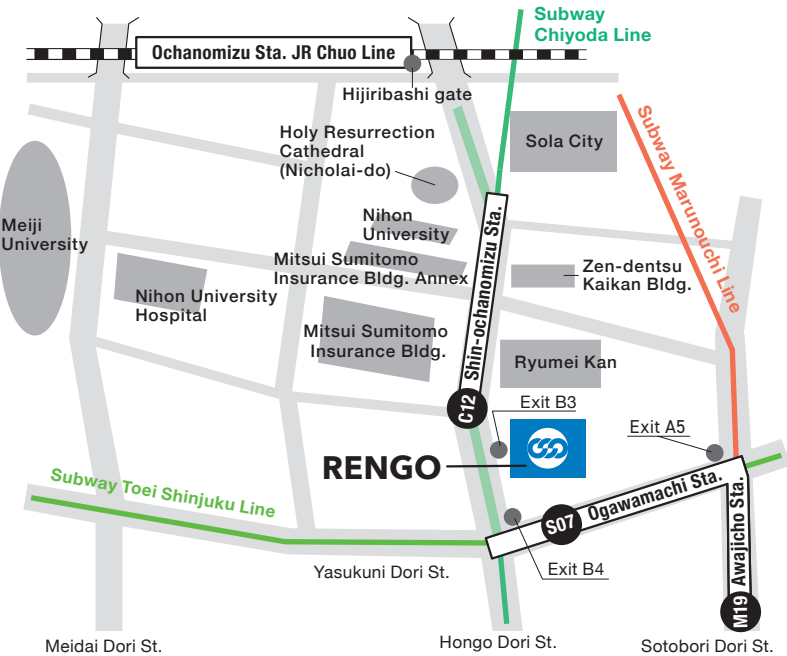 Subway
Chiyoda Line
Ochanomizu Sta. JR Chuo Line
Hijiribashi gate
Holy Resurrection
Cathedral
(Nicholai-do)
Sola City
Subway Marunouchi Line
Meiji
University
Nihon
University
Shin-ochanomizu Sta.
C12
Mitsui Sumitomo
Insurance Bldg. Annex
Zen-dentsu
Kaikan Bldg.
Nihon University
Hospital
Mitsui Sumitomo
Insurance Bldg.
Ryumei Kan
Exit B3
Exit A5
RENGO
Subway Toei Shinjuku Line
S07 Ogawamachi Sta.
M19 Awajicho Sta.
Exit B4
Yasukuni Dori St.
Meidai Dori St.
Hongo Dori St.
Sotobori Dori St.